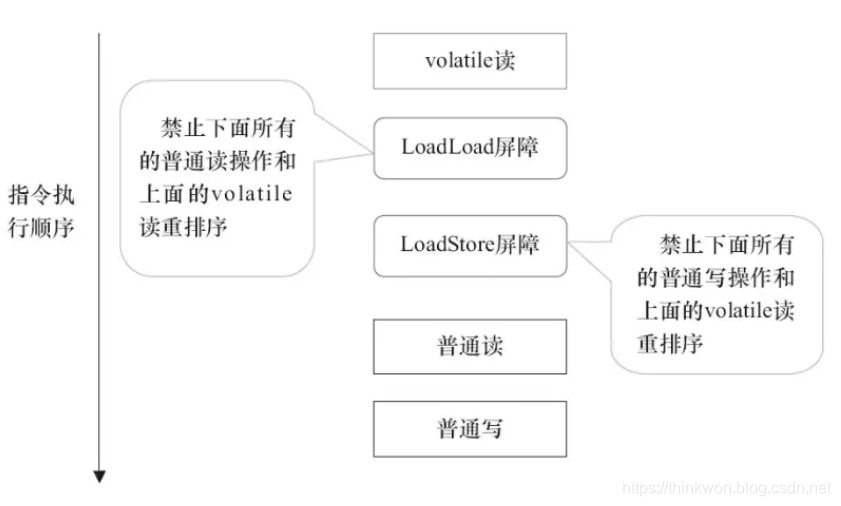 volatile读
禁止下面所有
的普通读操作和
上面的volatile
读重排序
LoadLoad屏障
指令执
行顺序
LoadStore屏障
禁止下面所有
的普通写操作和
上面的volatile读
重排序
普通读
普通写
https://thinkwon.blog.csdn.net